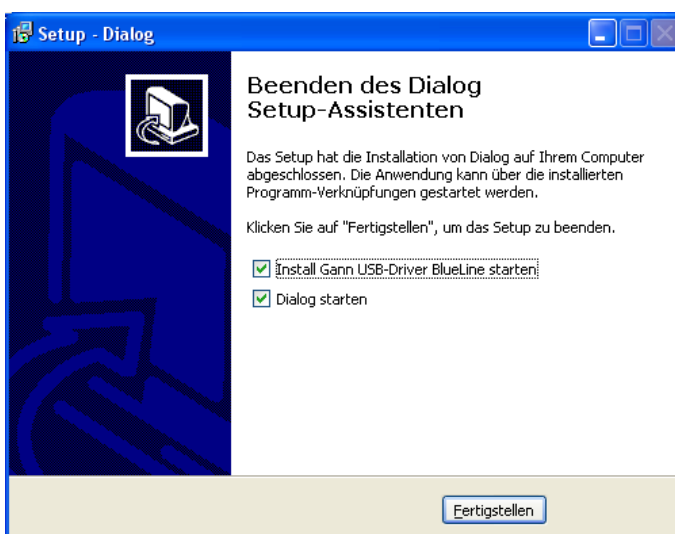 Setup - Dialog
Beenden des Dialog
Setup-Assistenten
Das Setup hat die Installation von Dialog auf Ihrem Computer
abgeschlossen. Die Anwendung kann über die installierten
Programm-Verknüpfungen gestartet werden.
Klicken Sie auf "Fertigstellen", um das Setup zu beenden.
Install Gann USB-Driver BlueLine starten
Dialog starten
Fertigstellen